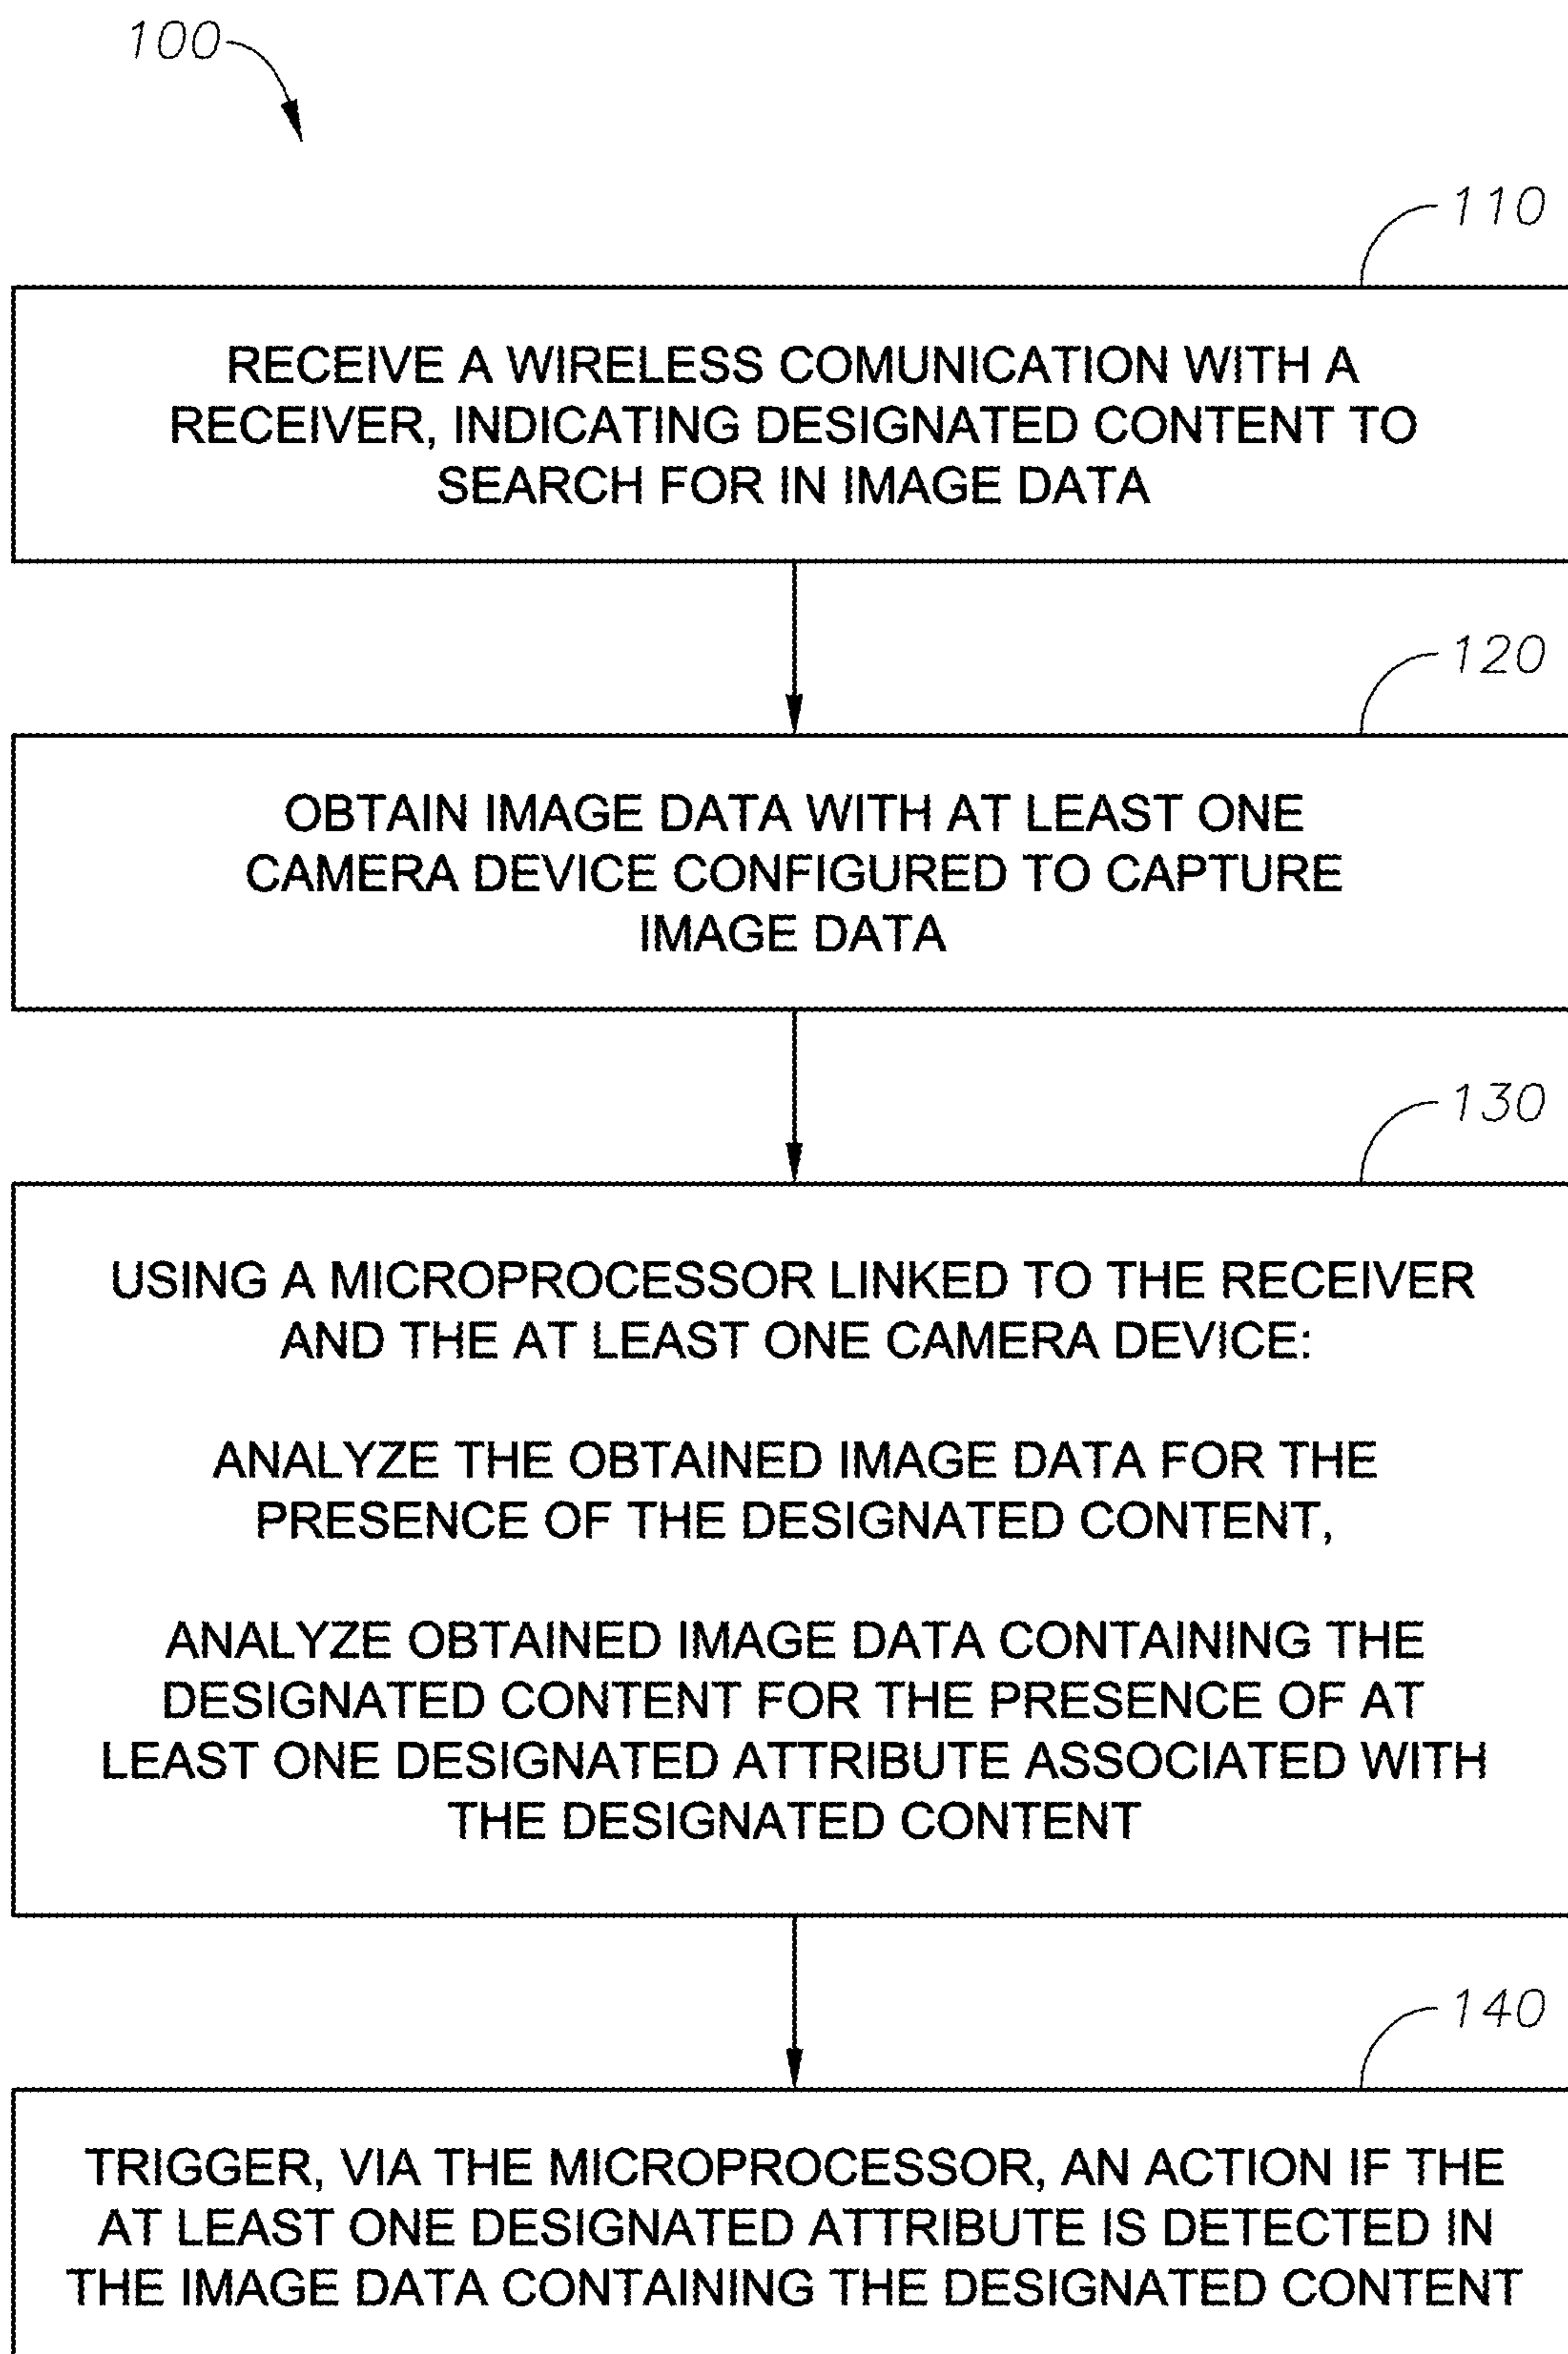 100
110
RECEIVE A WIRELESS COMUNICATION WITH A
RECEIVER, INDICATING DESIGNATED CONTENT TO
SEARCH FOR IN IMAGE DATA
120
OBTAIN IMAGE DATA WITH AT LEAST ONE
CAMERA DEVICE CONFIGURED TO CAPTURE
IMAGE DATA
130
USING A MICROPROCESSOR LINKED TO THE RECEIVER
AND THE AT LEAST ONE CAMERA DEVICE:
ANALYZE THE OBTAINED IMAGE DATA FOR THE
PRESENCE OF THE DESIGNATED CONTENT,
ANALYZE OBTAINED IMAGE DATA CONTAINING THE
DESIGNATED CONTENT FOR THE PRESENCE OF AT
LEAST ONE DESIGNATED ATTRIBUTE ASSOCIATED WITH
THE DESIGNATED CONTENT
140
TRIGGER, VIA THE MICROPROCESSOR, AN ACTION IF THE
AT LEAST ONE DESIGNATED ATTRIBUTE IS DETECTED IN
THE IMAGE DATA CONTAINING THE DESIGNATED CONTENT